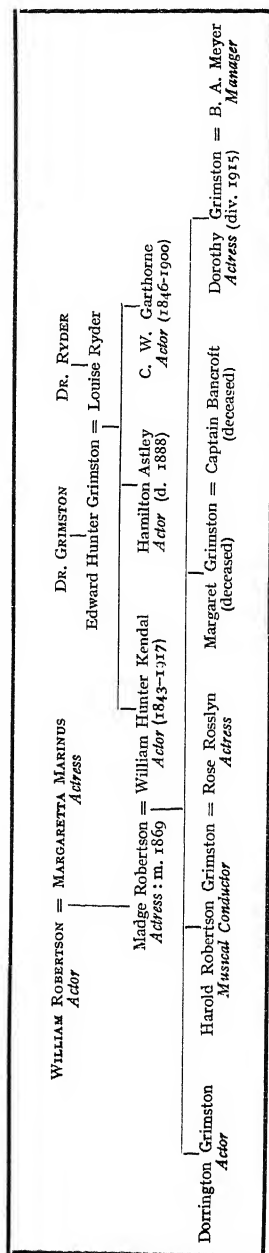 WILLIAM ROBERTSON = MARGARETTA MARINUS
Actor Actress
DR. GRIMSTON DR. RYDER
Edward Hunter Grimston = Louise Ryder
Madge Robertson = William Hunter Kendal Hamilton Astley C. W. Garthorne
Actress: m. 1869 Actor (1843-1917) Actor (d. 1888) Actor (1846-1900)
Dorrington Grimston Harold Robertson Grimston = Rose Rosslyn Margaret Grimston = Captain Bancroft Dorothy Grimston = B. A. Meyer
Actor Musical Conductor Actress (deceased) (deceased) Actress (div. 1915) Manager